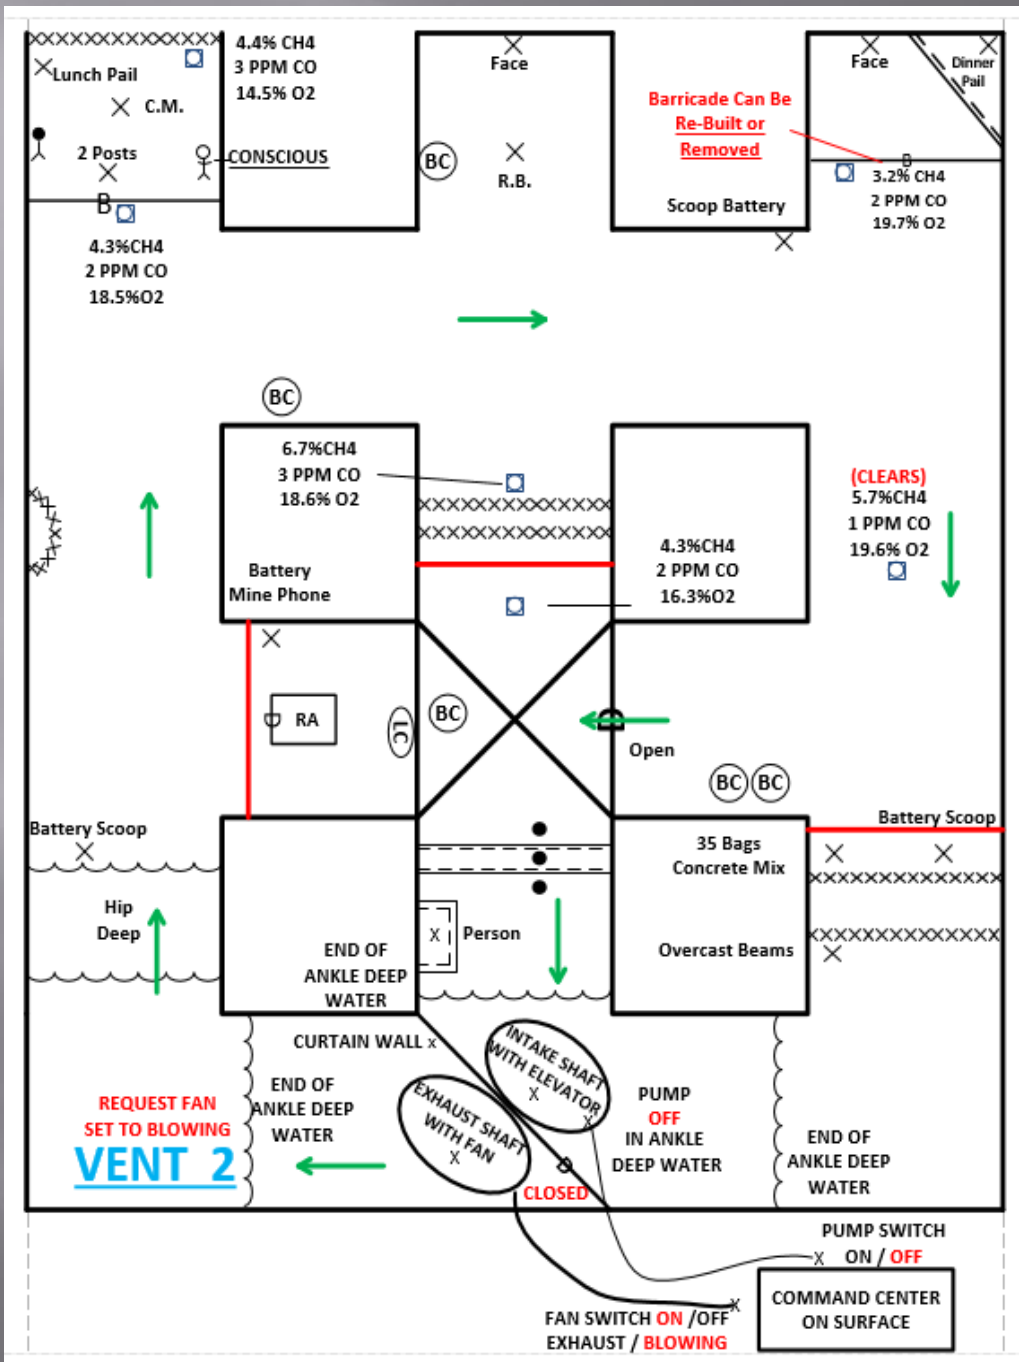 4.4% CH4
3 PPM CO
14.5% O2
Lunch Pail
C.M.
2 Posts
CONSCIOUS
B
4.3%CH4
2 PPM CO
18.5%O2
Face
BC
R.B.
Barricade Can Be
Re-Built or
Removed
Scoop Battery
Face
Dinner
Pail
B
3.2% CH4
2 PPM CO
19.7% O2
BC
6.7%CH4
3 PPM CO
18.6% O2
Battery
Mine Phone
4.3%CH4
2 PPM CO
16.3%O2
(CLEARS)
5.7%CH4
1 PPM CO
19.6% O2
RA
LC
BC
Open
BC
BC
Battery Scoop
Hip
Deep
END OF
ANKLE DEEP
WATER
Person
35 Bags
Concrete Mix
Overcast Beams
Battery Scoop
CURTAIN WALL
INTAKE SHAFT
WITH ELEVATOR
EXHAUST SHAFT
WITH FAN
END OF
ANKLE DEEP
WATER
REQUEST FAN
SET TO BLOWING
VENT 2
PUMP
OFF
IN ANKLE
DEEP WATER
CLOSED
END OF
ANKLE DEEP
WATER
PUMP SWITCH
ON / OFF
FAN SWITCH ON /OFF
EXHAUST / BLOWING
COMMAND CENTER
ON SURFACE